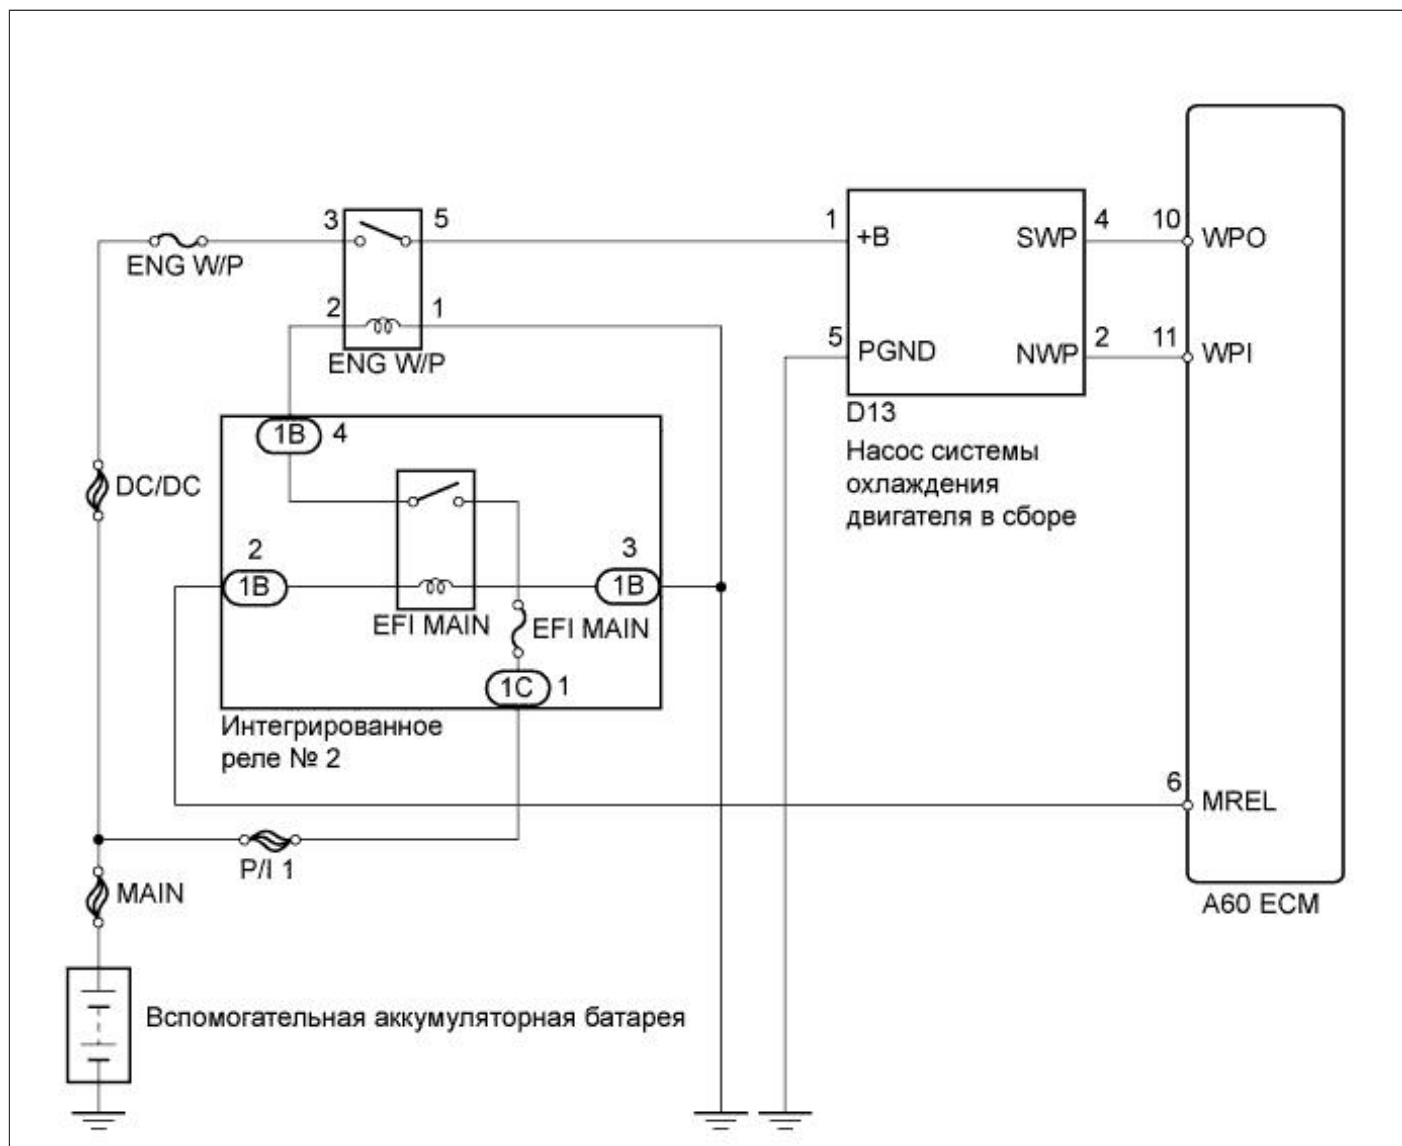 3
5
ENG W/P
2
1
ENG W/P
1
+B
SWP
4
10
WPO
5
PGND
NWP
2
11
WPI
D13
Насос системы
охлаждения
двигателя в сборе
1B
4
DC/DC
2
1B
3
1B
EFI MAIN
EFI MAIN
1C
1
Интегрированное
реле № 2
6
MREL
P/I 1
MAIN
A60 ECM
Вспомогательная аккумуляторная батарея